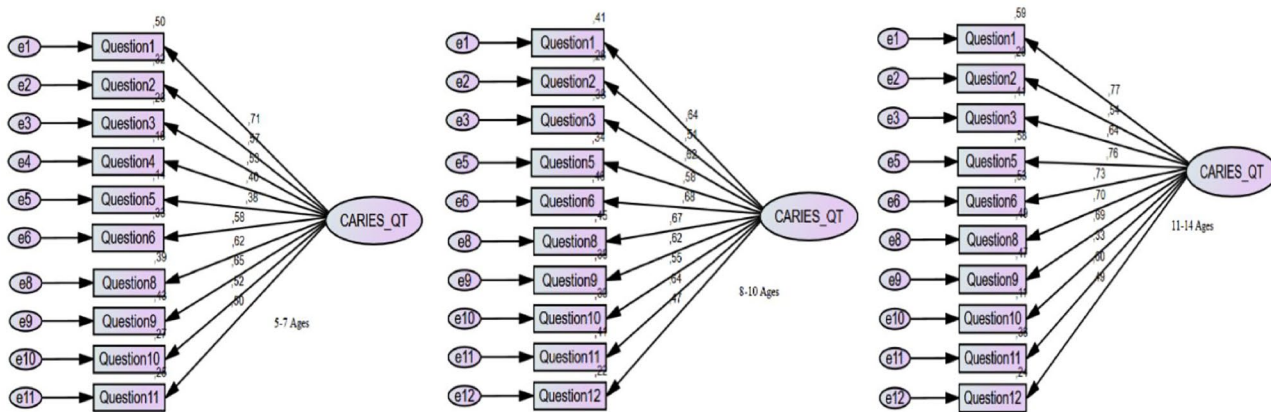 ,50
e1 Question1
,32
e2 Question2
e3 Question3
e4 Question4
e5 Question5
e6 Question6
,39
e8 Question8
e9 Question9
,27
e10 Question10
e11 Question11
,71
,57
,38
,58
,62
,65
,52
CARIES_QT
5-7 Ages
,41
e1 Question1
e2 Question2
e3 Question3
,34
e5 Question5
e6 Question6
,45
e8 Question8
e9 Question9
e10 Question10
,41
e11 Question11
,22
e12 Question12
,64
,54
,62
,58
,68
,67
,62
,55
,64
,47
CARIES_QT
8-10 Ages
,59
e1 Question1
e2 Question2
e3 Question3
,58
e5 Question5
e6 Question6
e8 Question8
,47
e9 Question9
e10 Question10
e11 Question11
e12 Question12
,77
,54
,64
,76
,73
,70
,69
,33
,49
CARIES_QT
11-14 Ages